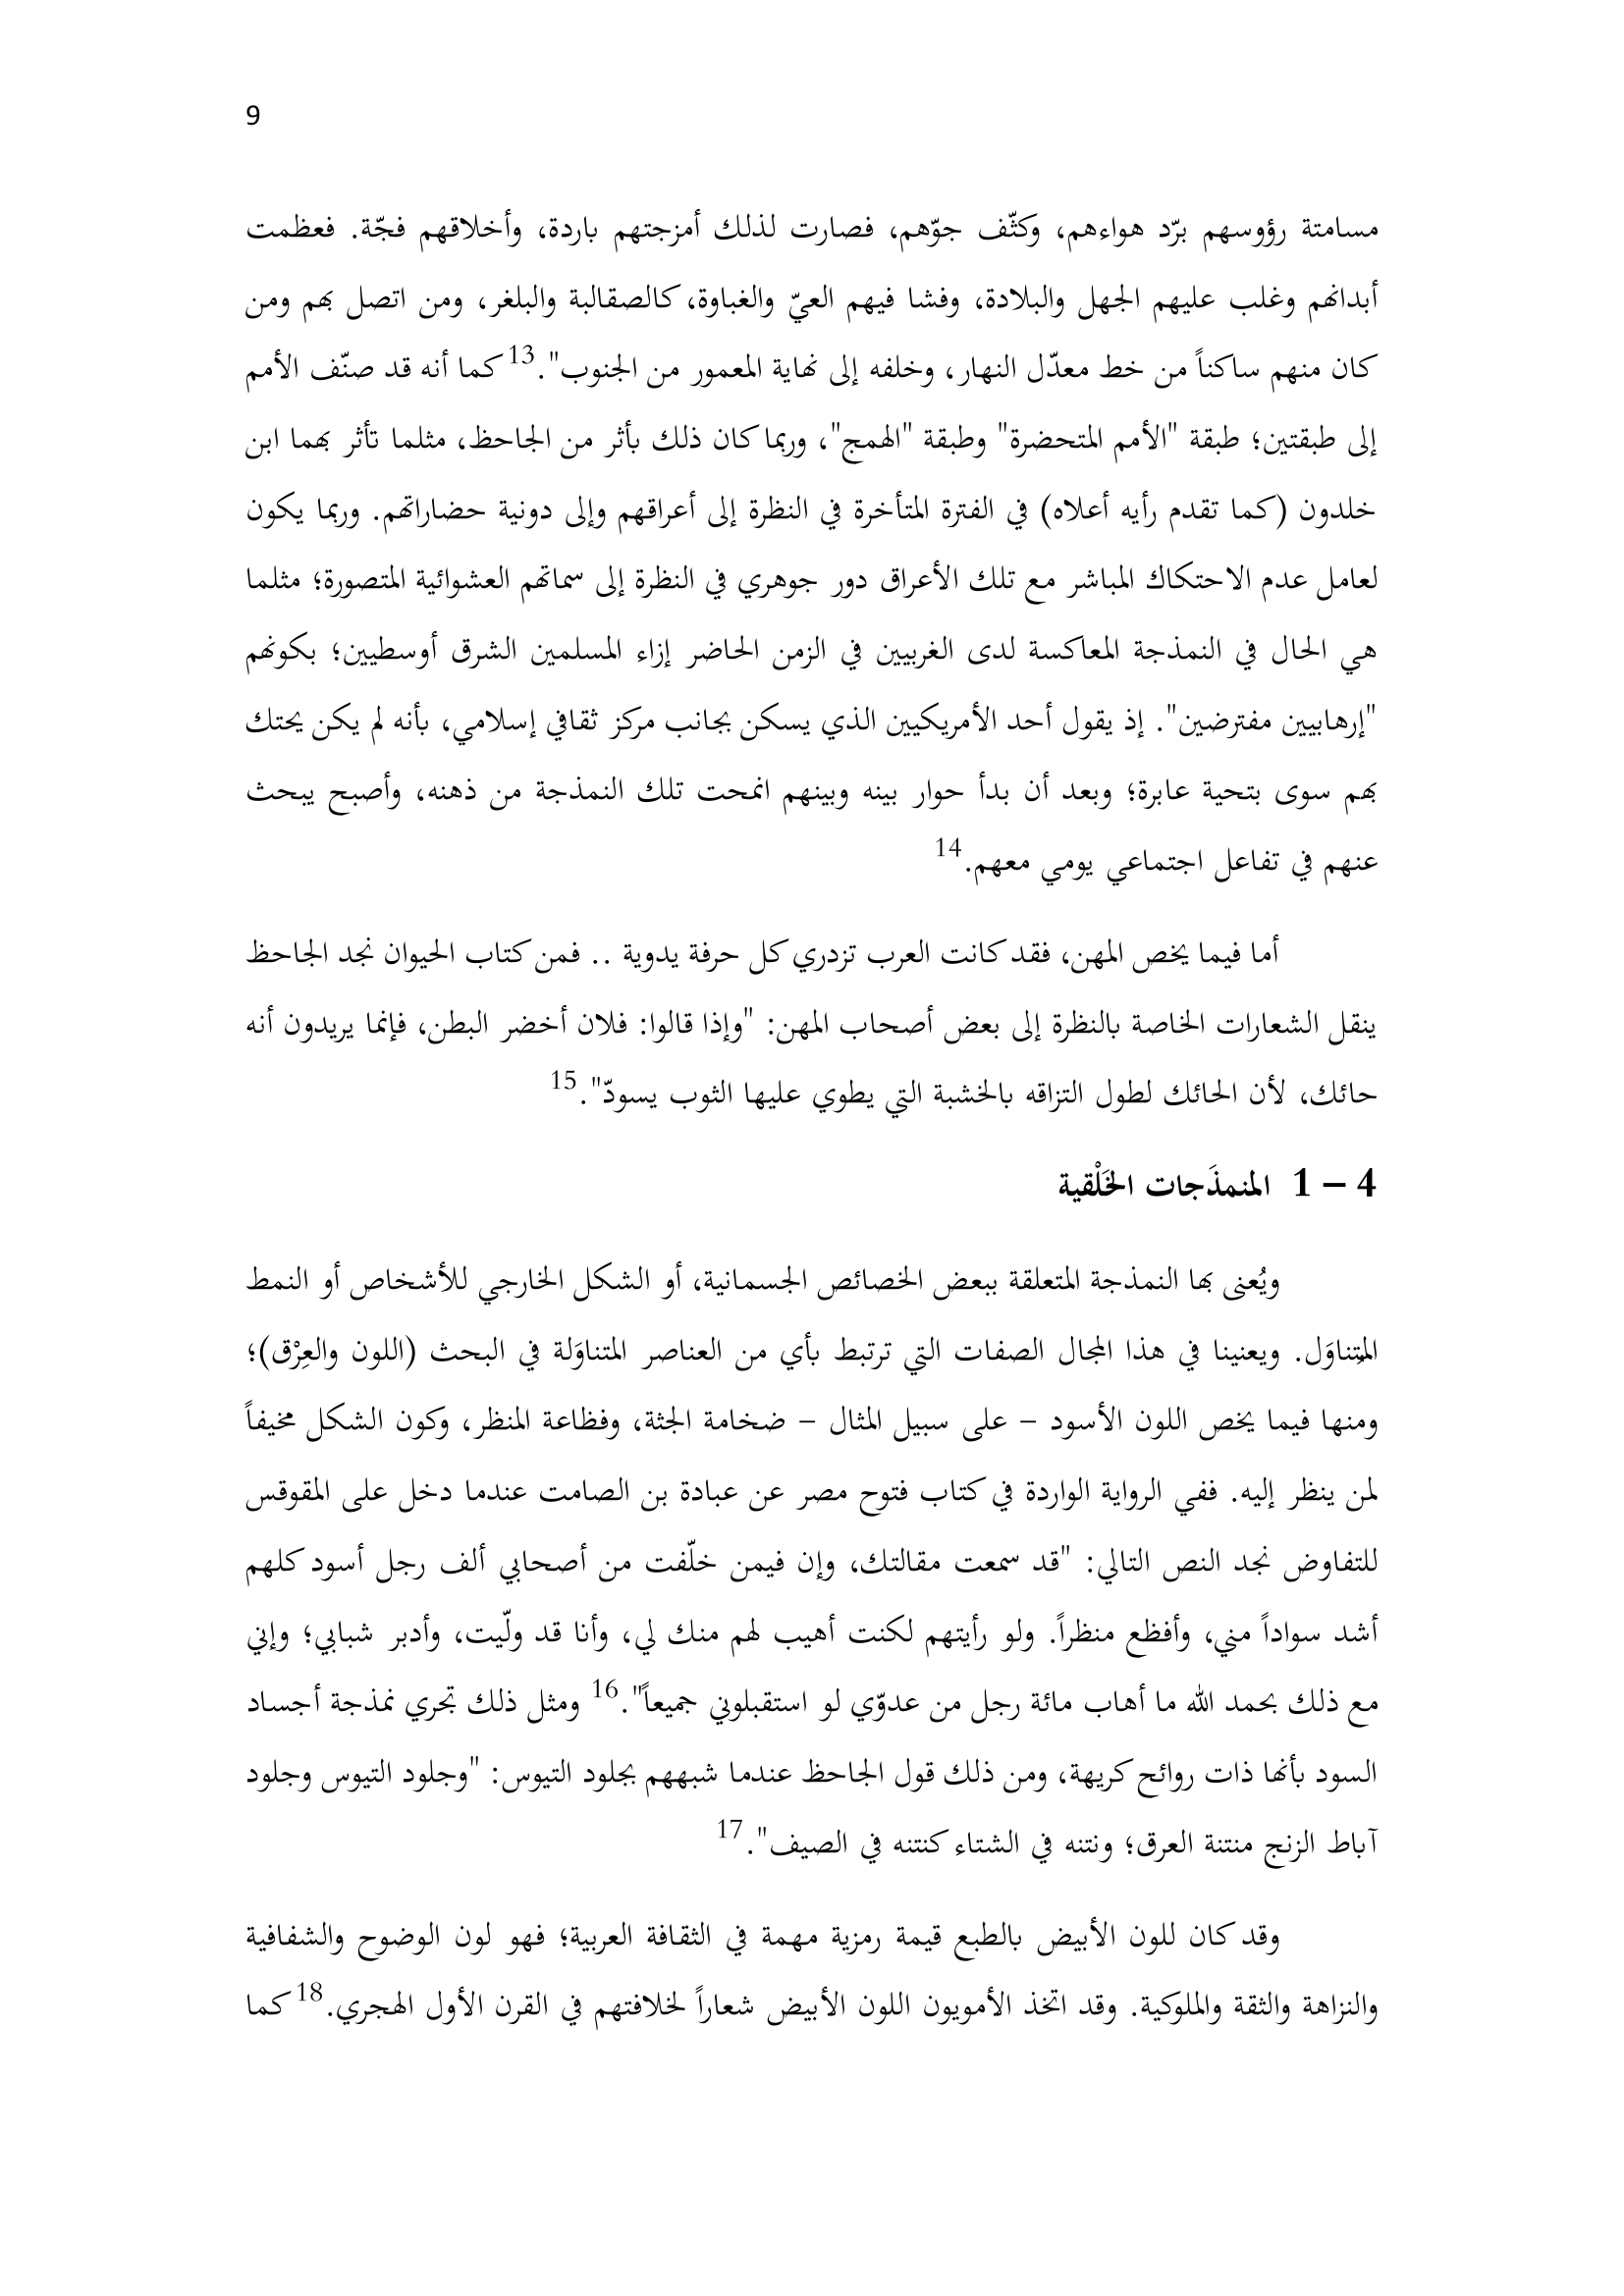 9
مسامتة رؤوسهم برّد هواءهم، وكثّف جوّهم، فصارت لذلك أمزجتهم باردة، وأخلاقهم فجّة. فعظمت
أبدانهم وغلب عليهم الجهل والبلادة، وفشا فيهم العيّ والغباوة، كالصقالبة والبلغر، ومن اتصل بهم ومن
كان منهم ساكناً من خط معدّل النهار، وخلفه إلى نهاية المعمور من الجنوب".13 كما أنه قد صنّف الأمم
إلى طبقتين؛ طبقة "الأمم المتحضرة" وطبقة "الهمج"، وربما كان ذلك بأثر من الجاحظ، مثلما تأثر بهما ابن
خلدون (كما تقدم رأيه أعلاه) في الفترة المتأخرة في النظرة إلى أعراقهم وإلى دونية حضاراتهم. وربما يكون
لعامل عدم الاحتكاك المباشر مع تلك الأعراق دور جوهري في النظرة إلى سماتهم العشوائية المتصورة؛ مثلما
هي الحال في النمذجة المعاكسة لدى الغربيين في الزمن الحاضر إزاء المسلمين الشرق أوسطيين؛ بكونهم
"إرهابيين مفترضين". إذ يقول أحد الأمريكيين الذي يسكن بجانب مركز ثقافي إسلامي، بأنه لم يكن يحتك
بهم سوى بتحية عابرة؛ وبعد أن بدأ حوار بينه وبينهم انمحت تلك النمذجة من ذهنه، وأصبح يبحث
عنهم في تفاعل اجتماعي يومي معهم.14
أما فيما يخص المهن، فقد كانت العرب تزدري كل حرفة يدوية .. فمن كتاب الحيوان نجد الجاحظ
ينقل الشعارات الخاصة بالنظرة إلى بعض أصحاب المهن: "وإذا قالوا: فلان أخضر البطن، فإنما يريدون أنه
حائك، لأن الحائك لطول التزاقه بالخشبة التي يطوي عليها الثوب يسودّ".15
4 – 1 المنمذَجات الخَلْقية
ويُعنى بها النمذجة المتعلقة ببعض الخصائص الجسمانية، أو الشكل الخارجي للأشخاص أو النمط
المُتناوَل. ويعنينا في هذا المجال الصفات التي ترتبط بأي من العناصر المتناوَلة في البحث (اللون والعِرْق)؛
ومنها فيما يخص اللون الأسود – على سبيل المثال – ضخامة الجثة، وفظاعة المنظر، وكون الشكل مخيفاً
لمن ينظر إليه. ففي الرواية الواردة في كتاب فتوح مصر عن عبادة بن الصامت عندما دخل على المقوقس
للتفاوض نجد النص التالي: "قد سمعت مقالتك، وإن فيمن خلّفت من أصحابي ألف رجل أسود كلهم
أشد سواداً مني، وأفظع منظراً. ولو رأيتهم لكنت أهيب لهم منك لي، وأنا قد ولّيت، وأدبر شبابي؛ وإني
مع ذلك بحمد الله ما أهاب مائة رجل من عدوّي لو استقبلوني جميعاً".16 ومثل ذلك تجري نمذجة أجساد
السود بأنها ذات روائح كريهة، ومن ذلك قول الجاحظ عندما شبههم بجلود التيوس: "وجلود التيوس وجلود
آباط الزنج منتنة العرق؛ ونتنه في الشتاء كنتنه في الصيف".17
وقد كان للون الأبيض بالطبع قيمة رمزية مهمة في الثقافة العربية؛ فهو لون الوضوح والشفافية
والنزاهة والثقة والملوكية. وقد اتخذ الأمويون اللون الأبيض شعاراً لخلافتهم في القرن الأول الهجري.18 كما